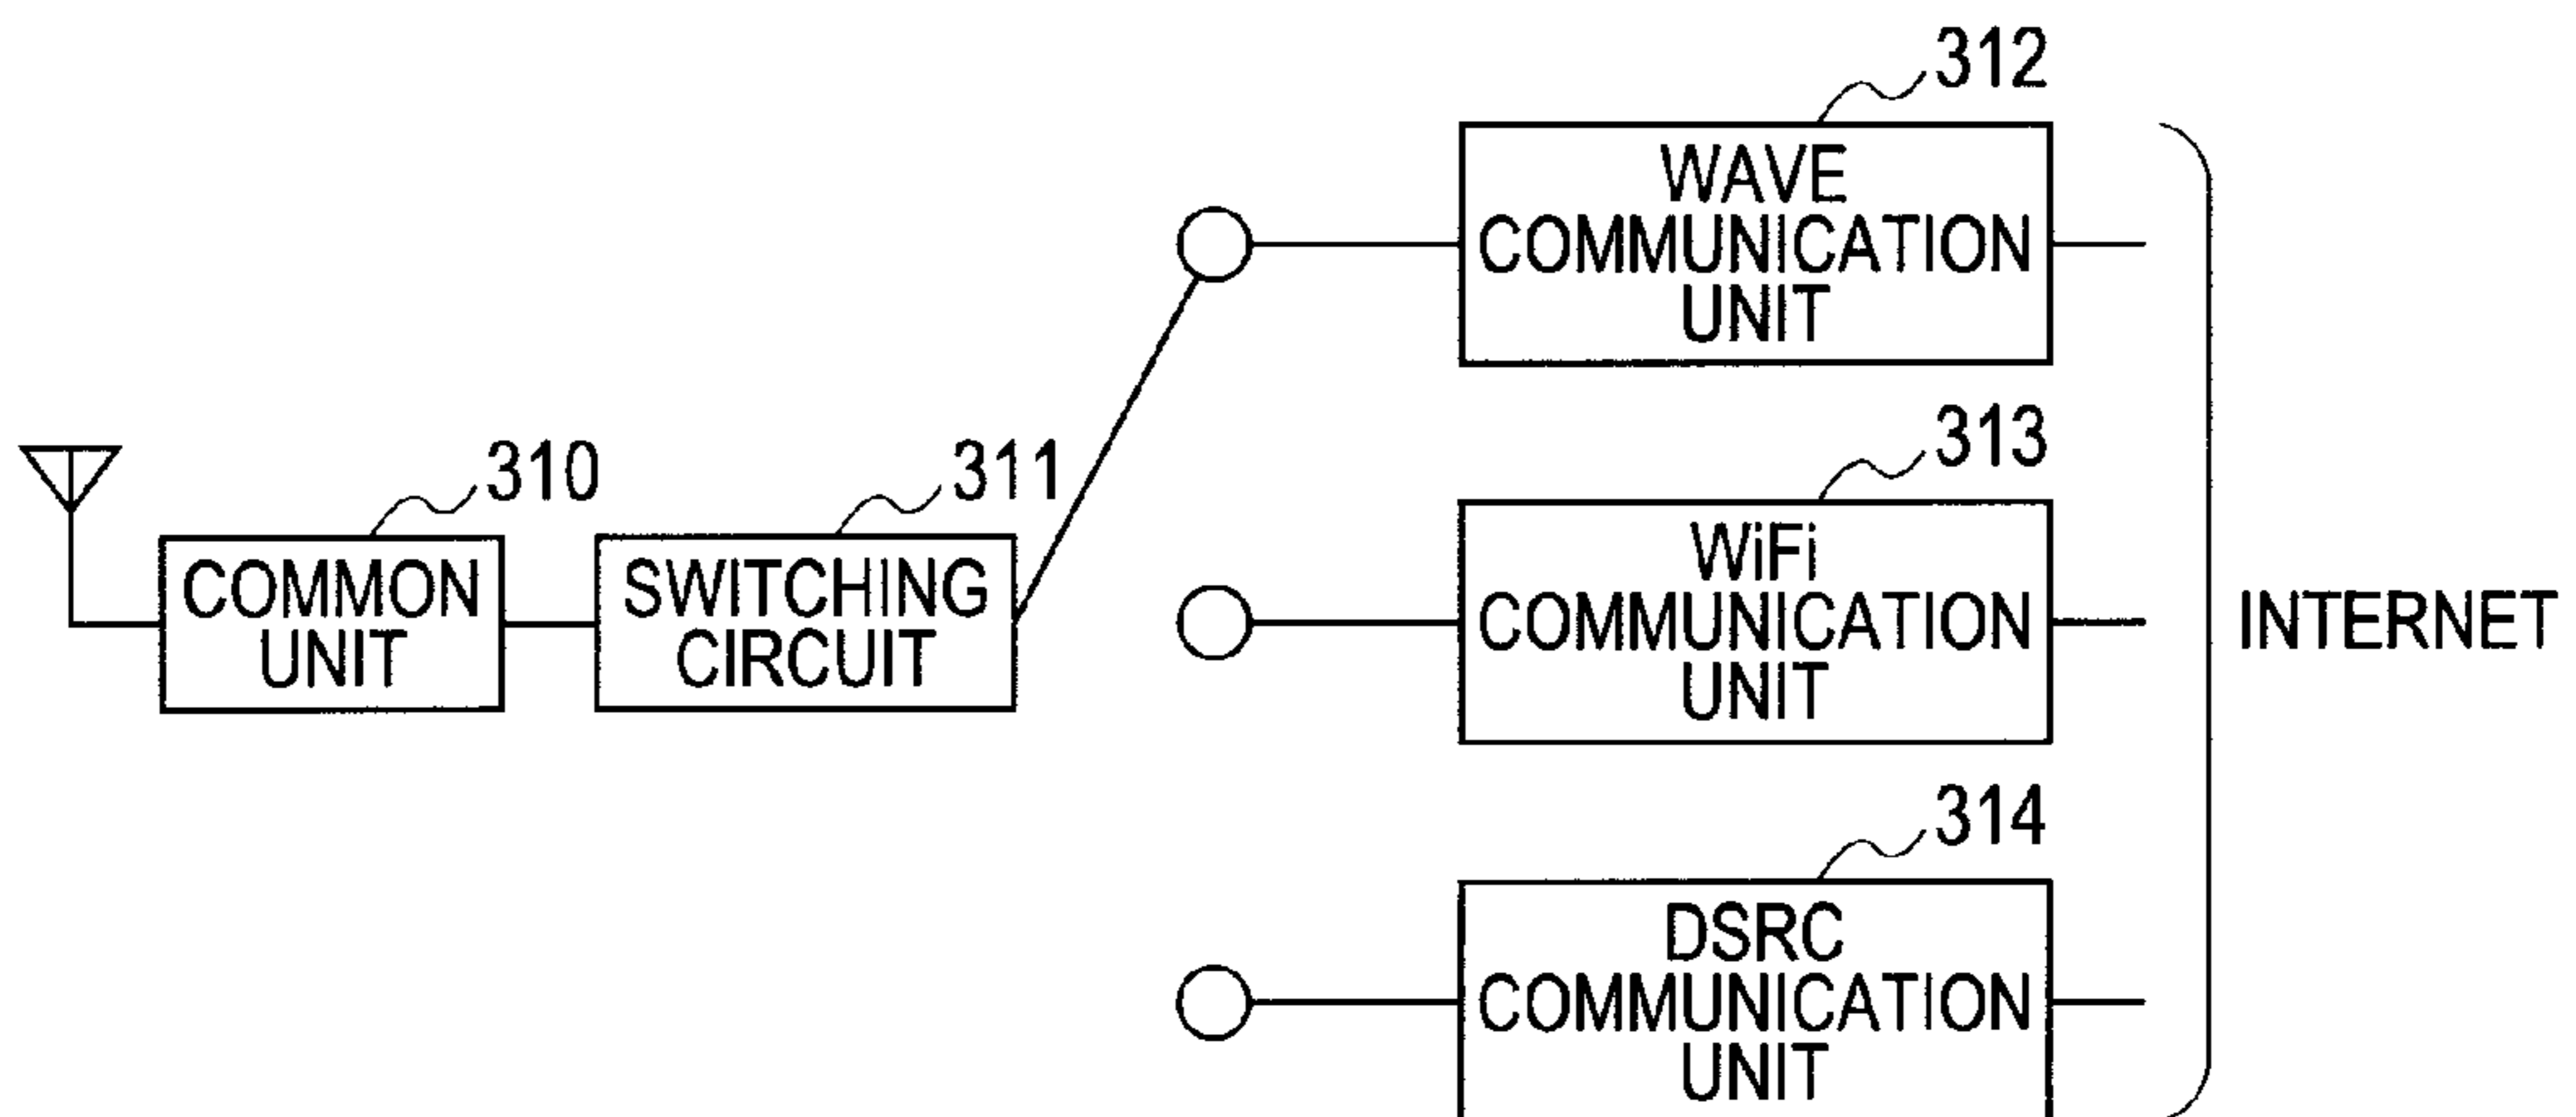 312
WAVE
COMMUNICATION
UNIT
310
COMMON
UNIT
311
SWITCHING
CIRCUIT
313
WiFi
COMMUNICATION
UNIT
INTERNET
314
DSRC
COMMUNICATION
UNIT